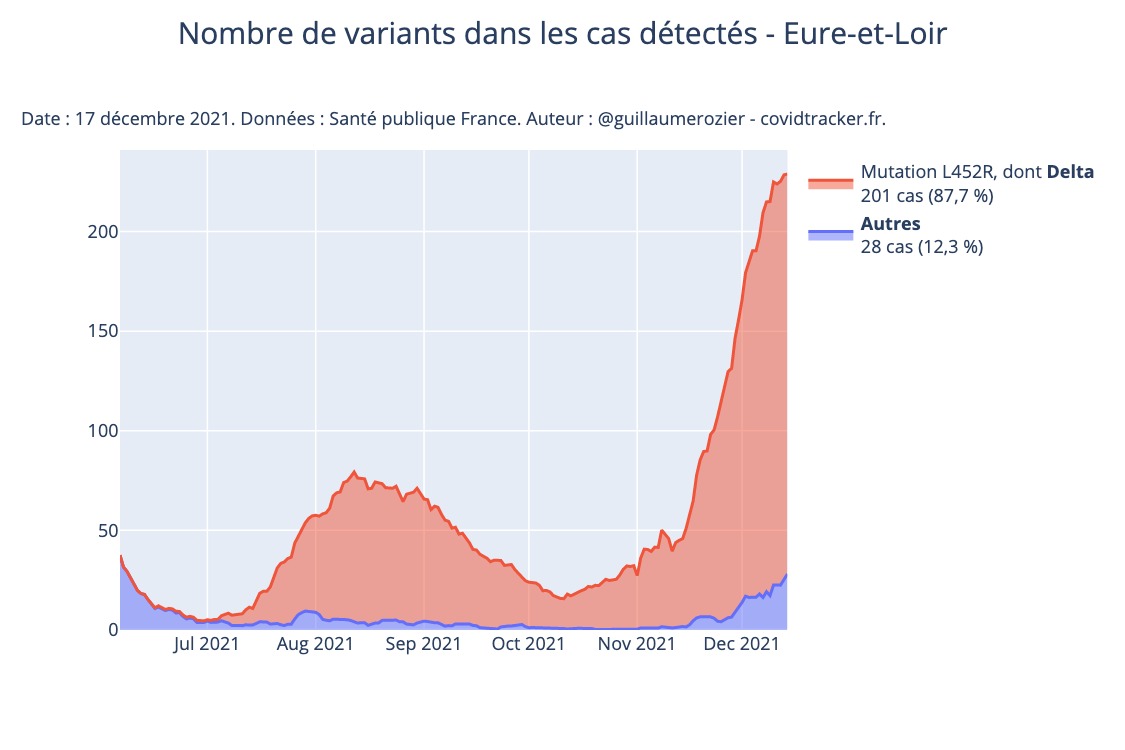 Nombre de variants dans les cas détectés - Eure-et-Loir
Date : 17 décembre 2021. Données : Santé publique France. Auteur : @guillaumerozier - covidtracker.fr.
Mutation L452R, dont Delta
201 cas (87,7 %)
Autres
28 cas (12,3 %)
200
150
100
50
0
Jul 2021 Aug 2021 Sep 2021 Oct 2021 Nov 2021 Dec 2021